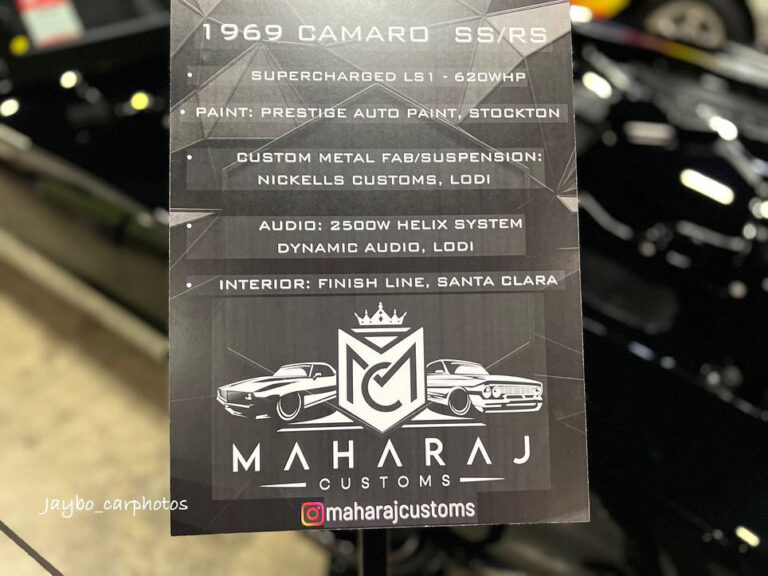 1969 CAMARO SS/RS
• SUPERCHARGED LS1 - 620WHP
• PAINT: PRESTIGE AUTO PAINT, STOCKTON
• CUSTOM METAL FAB/SUSPENSION:
NICKELLS CUSTOMS, LODI
• AUDIO: 2500W HELIX SYSTEM
DYNAMIC AUDIO, LODI
• INTERIOR: FINISH LINE, SANTA CLARA
MC
MAHARAJ
CUSTOMS
maharajcustoms
Jaybo_carphotos